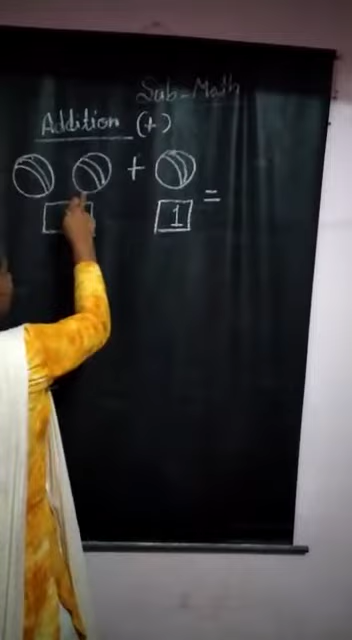 Sub - Math
Addition (+)
+ =
1